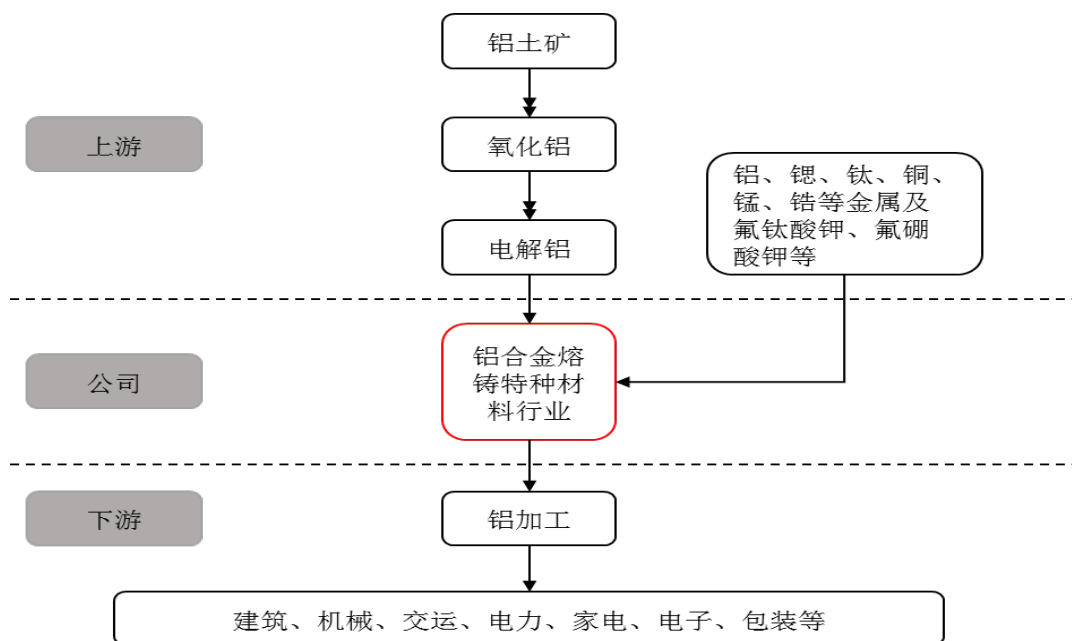 铝土矿
上游
氧化铝
铝、锶、钛、铜、
锰、锆等金属及
氟钛酸钾、氟硼
酸钾等
电解铝
公司
铝合金熔
铸特种材
料行业
下游
铝加工
建筑、机械、交运、电力、家电、电子、包装等